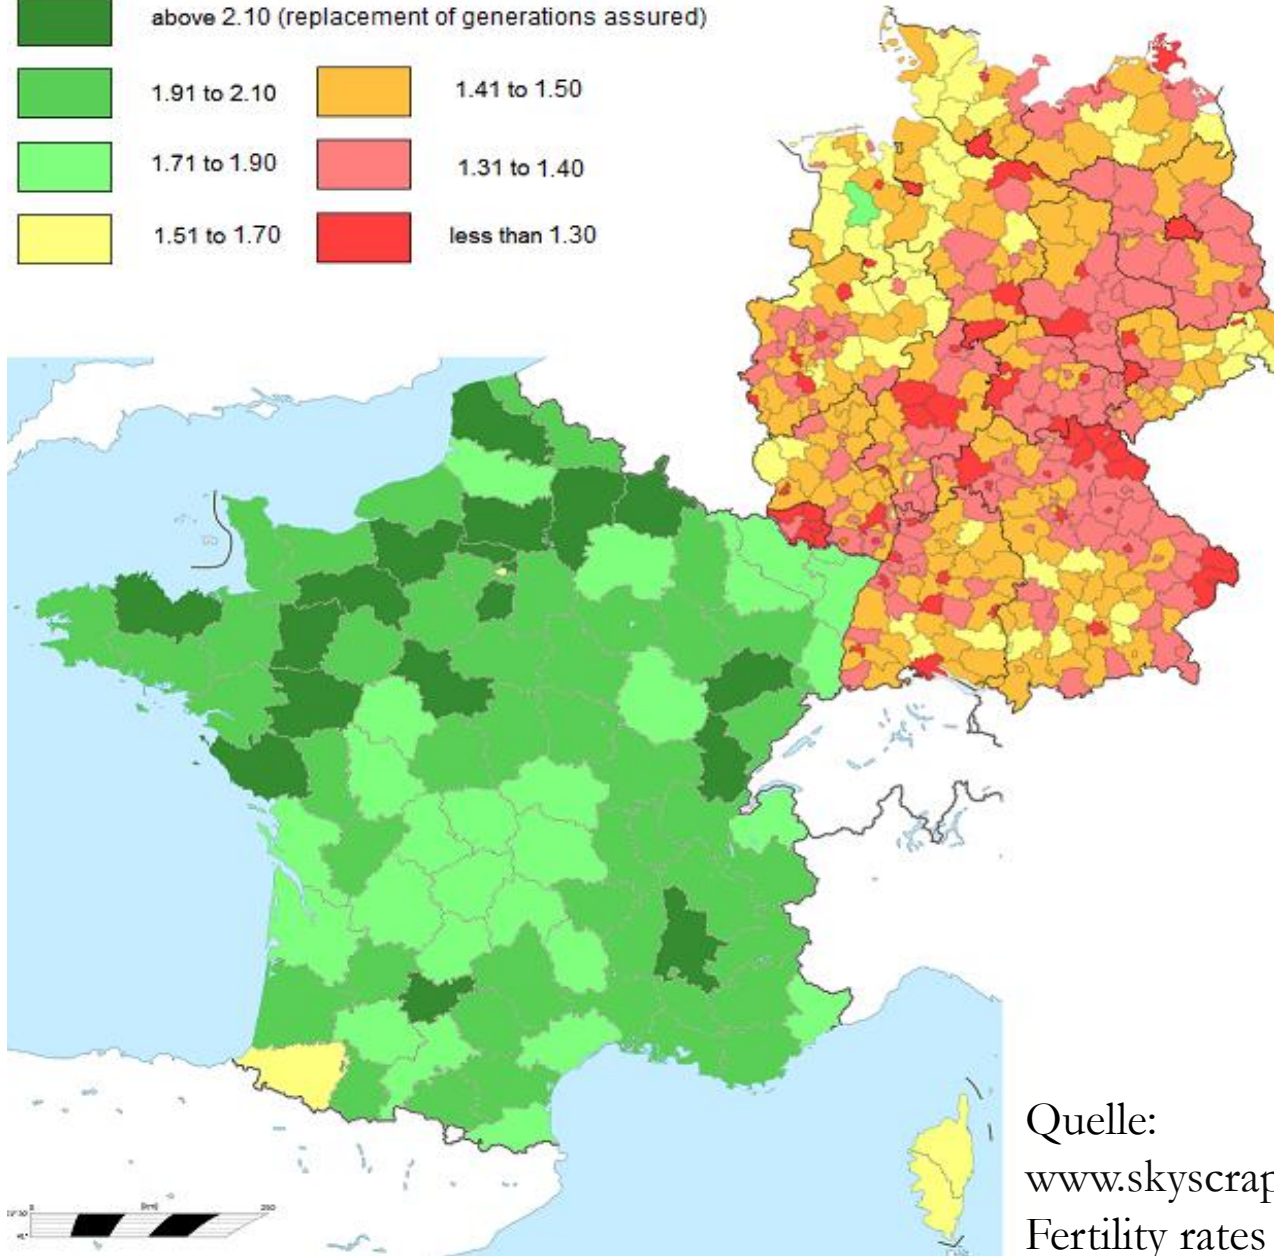 above 2.10 (replacement of generations assured)
1.91 to 2.10
1.41 to 1.50
1.71 to 1.90
1.31 to 1.40
1.51 to 1.70
less than 1.30
Quelle:
www.skyscrap
Fertility rates